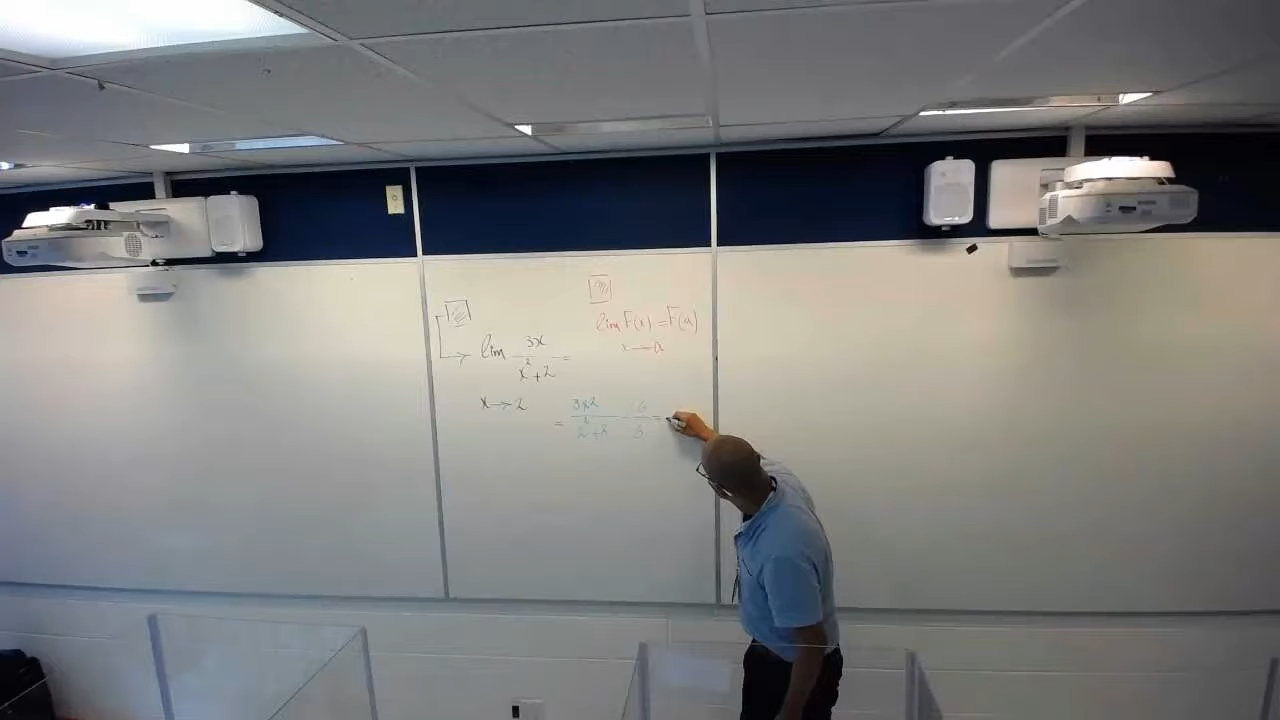 lim F(x) = F(a)
x → a
lim 3x / x² + 2 =
x → 2
= 3x2 / 2² + 2 = 6 / 6 =